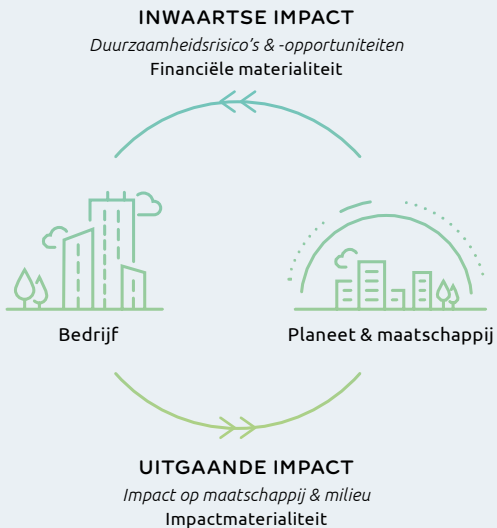 INWAARTSE IMPACT
Duurzaamheidsrisico's & -opportuniteiten
Financiële materialiteit
Bedrijf
Planeet & maatschappij
UITGAANDE IMPACT
Impact op maatschappij & milieu
Impactmaterialiteit